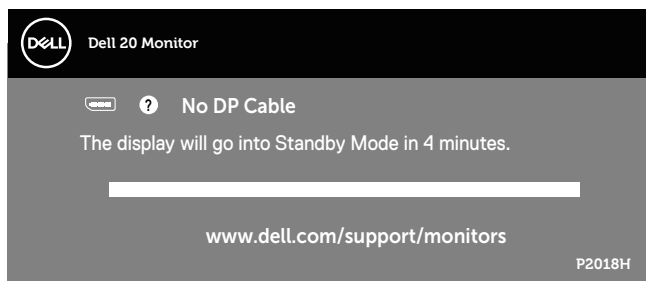 DELL
Dell 20 Monitor
? No DP Cable
The display will go into Standby Mode in 4 minutes.
www.dell.com/support/monitors
P2018H